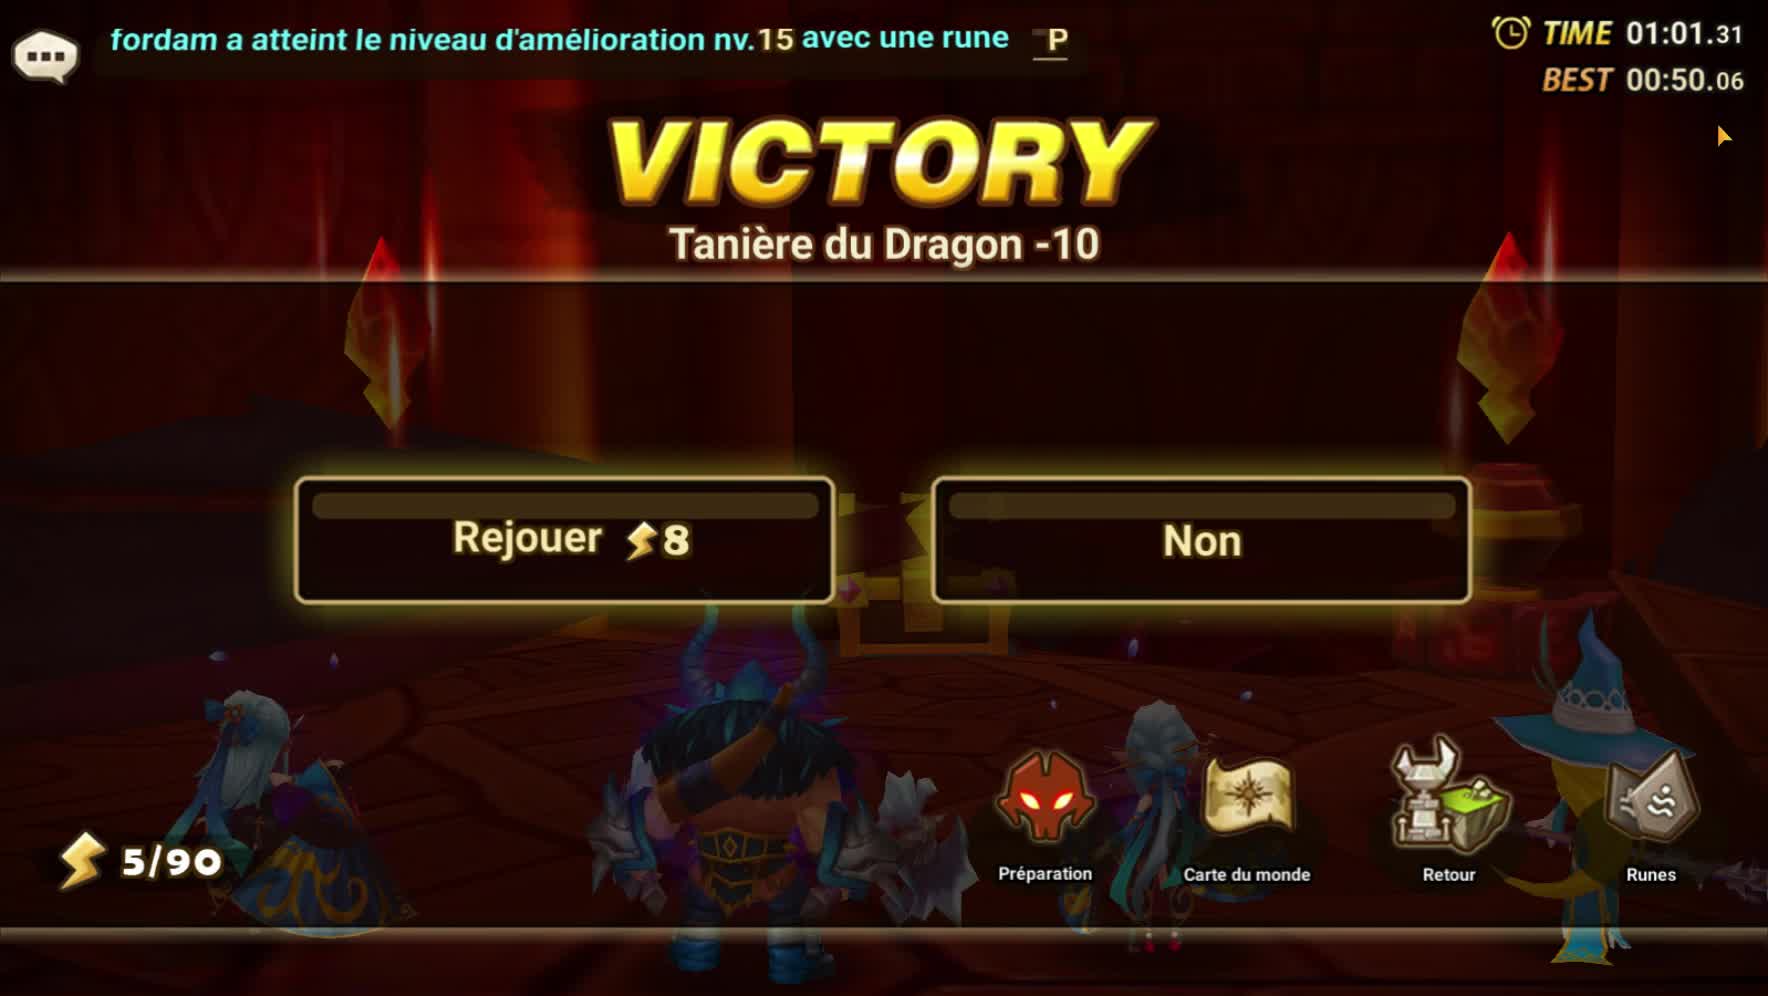 fordam a atteint le niveau d'amélioration nv.15 avec une rune P
TIME 01:01.31
BEST 00:50.06
VICTORY
Tanière du Dragon -10
Rejouer 8
Non
5/90
Préparation
Carte du monde
Retour
Runes